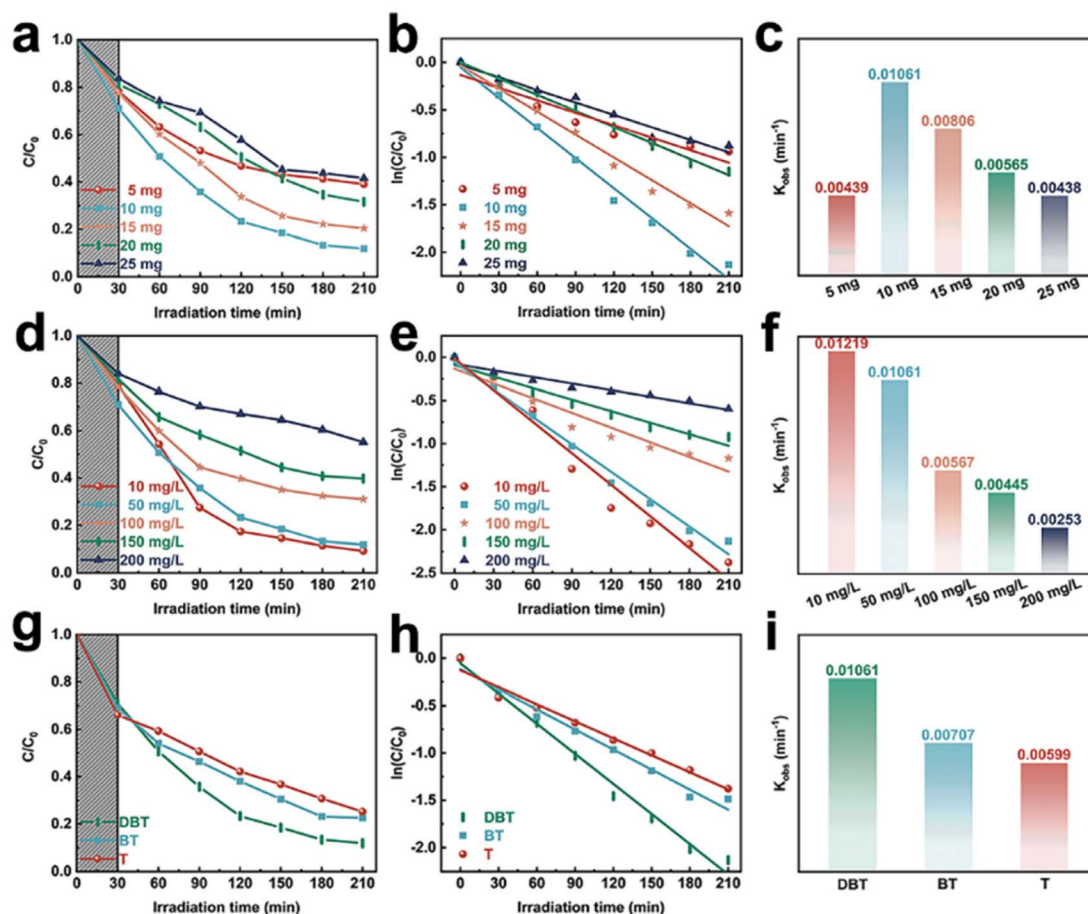 a
C/C0
1.0
0.8
0.6
0.4
0.2
0.0
5 mg
10 mg
15 mg
20 mg
25 mg
0 30 60 90 120 150 180 210
Irradiation time (min)
b
ln(C/C0)
0.0
-0.5
-1.0
-1.5
-2.0
5 mg
10 mg
15 mg
20 mg
25 mg
0 30 60 90 120 150 180 210
Irradiation time (min)
c
Kobs (min-1)
0.00439
0.01061
0.00806
0.00565
0.00438
5 mg 10 mg 15 mg 20 mg 25 mg
d
C/C0
1.0
0.8
0.6
0.4
0.2
0.0
10 mg/L
50 mg/L
100 mg/L
150 mg/L
200 mg/L
0 30 60 90 120 150 180 210
Irradiation time (min)
e
ln(C/C0)
0.0
-0.5
-1.0
-1.5
-2.0
-2.5
10 mg/L
50 mg/L
100 mg/L
150 mg/L
200 mg/L
0 30 60 90 120 150 180 210
Irradiation time (min)
f
Kobs (min-1)
0.01219
0.01061
0.00567
0.00445
0.00253
10 mg/L 50 mg/L 100 mg/L 150 mg/L 200 mg/L
g
C/C0
1.0
0.8
0.6
0.4
0.2
0.0
DBT
BT
T
0 30 60 90 120 150 180 210
Irradiation time (min)
h
ln(C/C0)
0.0
-0.5
-1.0
-1.5
-2.0
DBT
BT
T
0 30 60 90 120 150 180 210
Irradiation time (min)
i
Kobs (min-1)
0.01061
0.00707
0.00599
DBT BT T